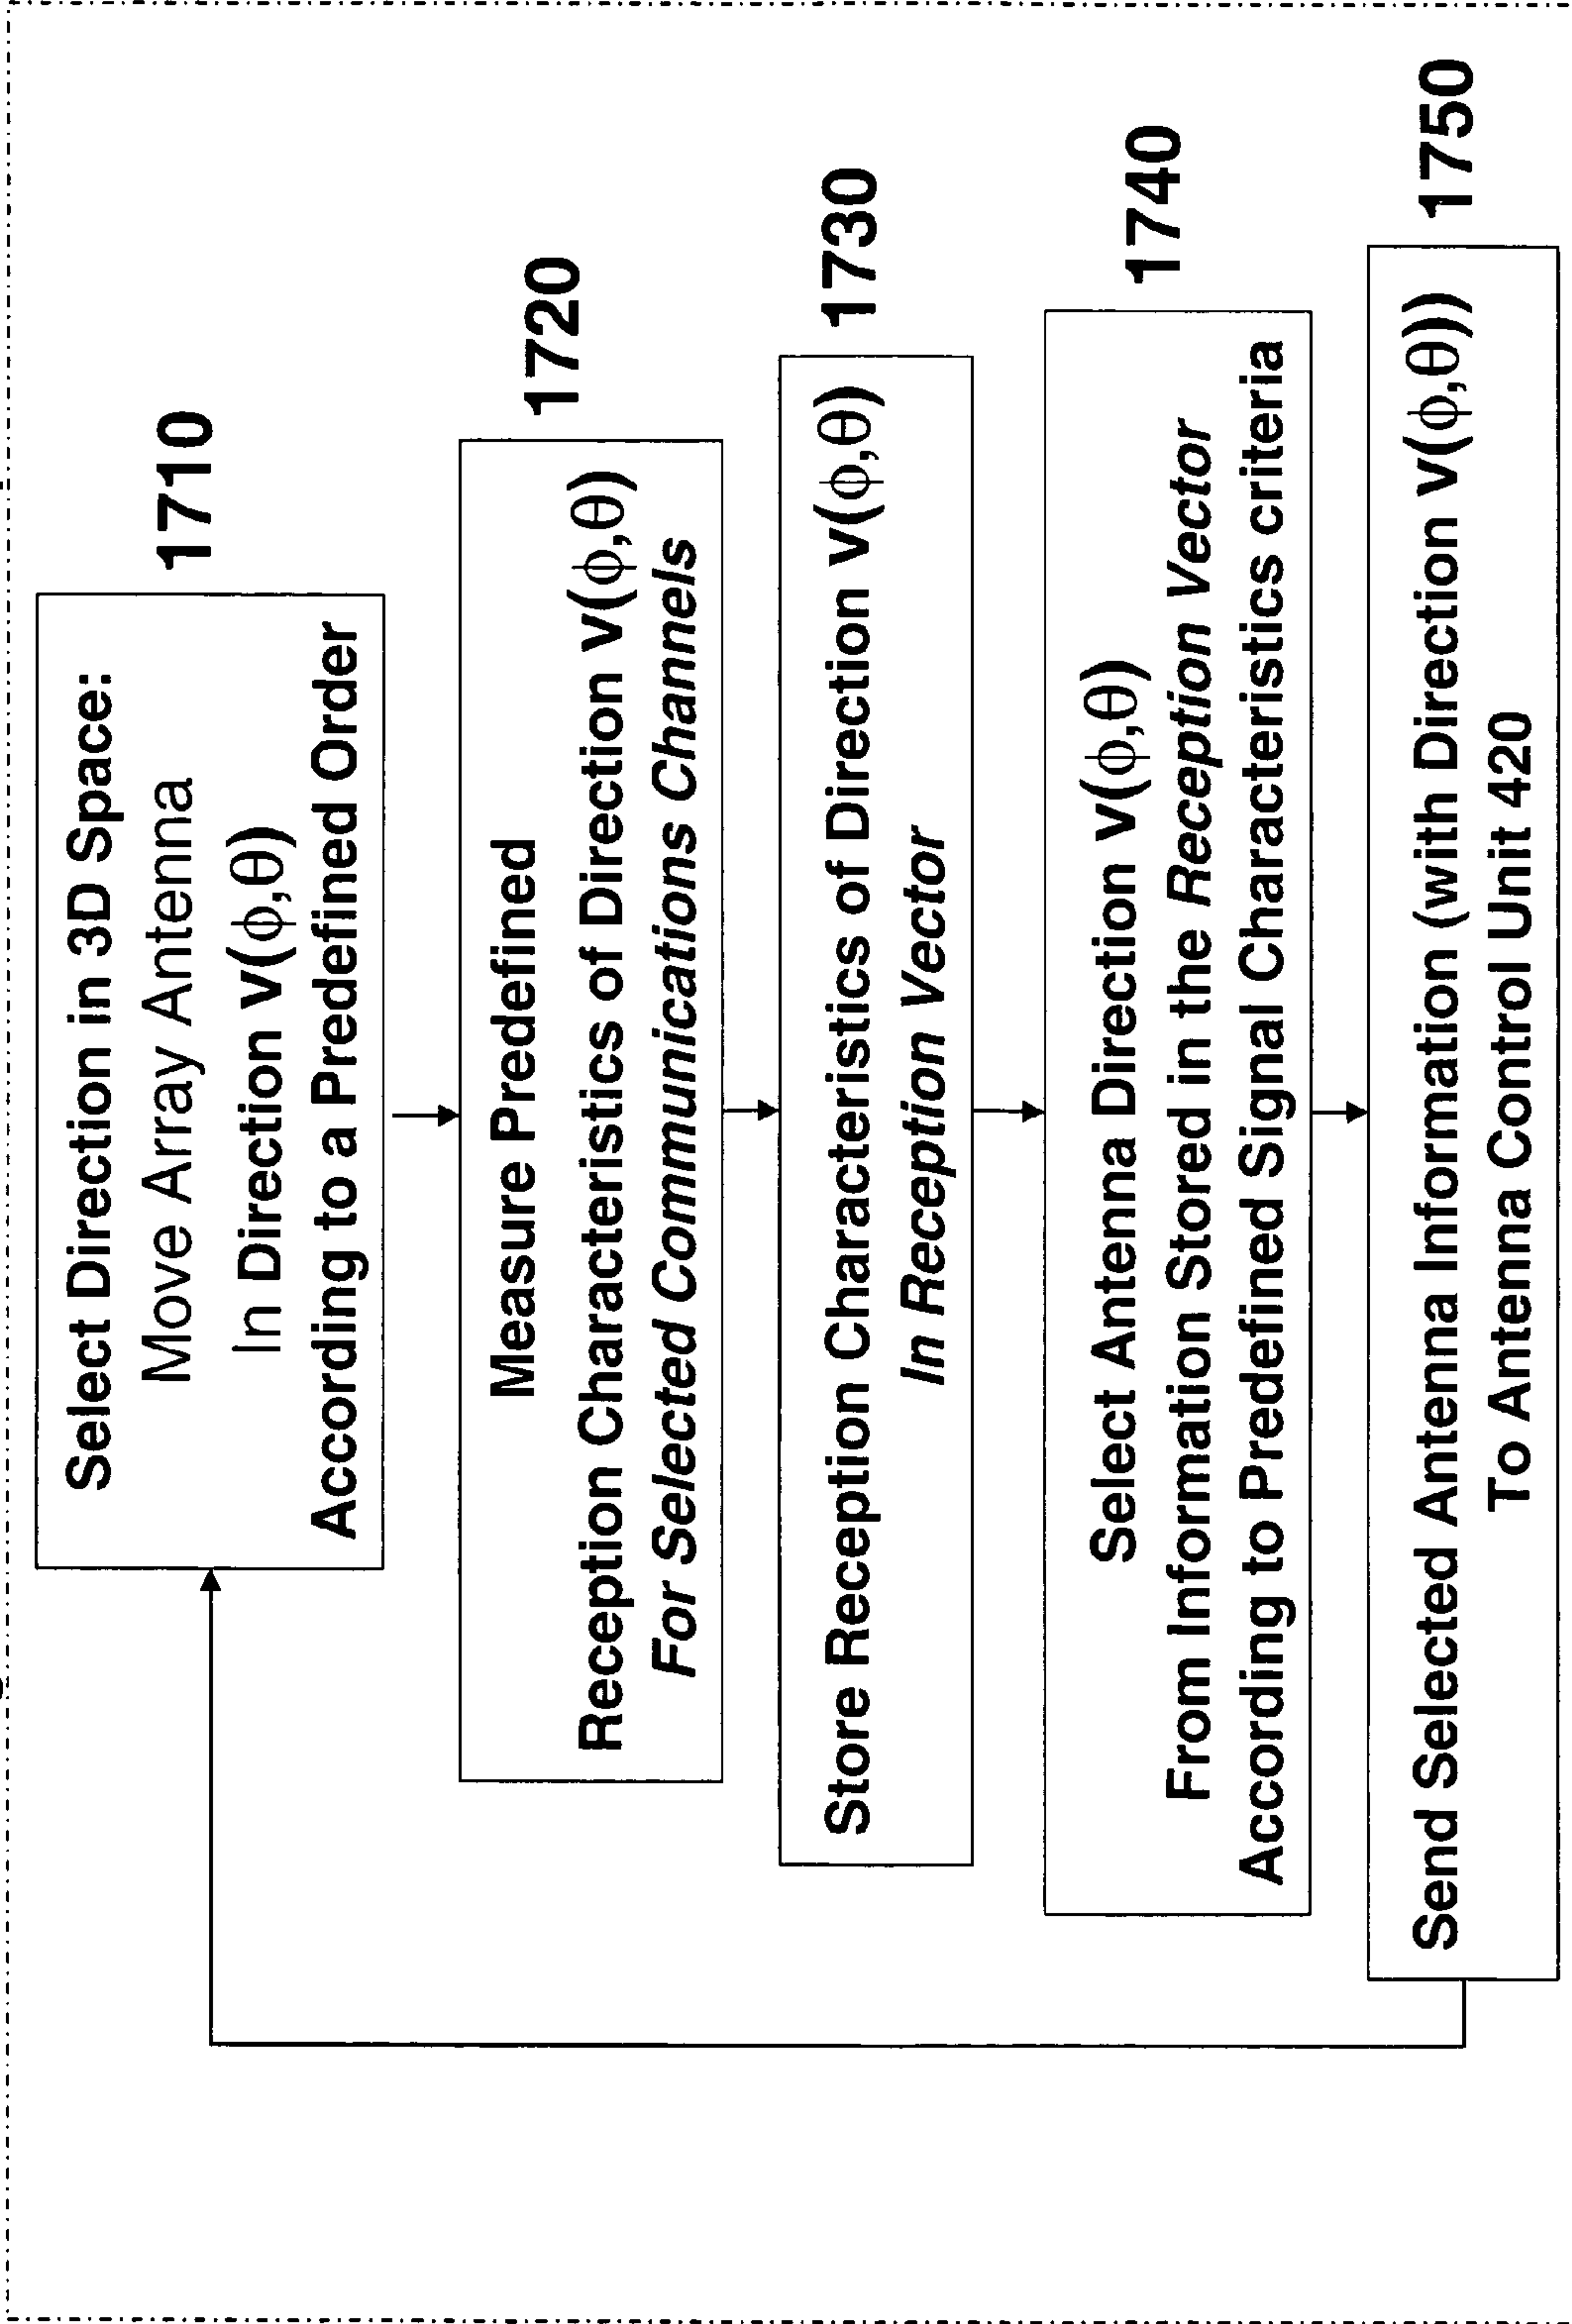 Select Direction in 3D Space:
Move Array Antenna
In Direction v(ϕ,θ)
According to a Predefined Order
1710
Measure Predefined
Reception Characteristics of Direction v(ϕ,θ)
For Selected Communications Channels
1720
Store Reception Characteristics of Direction v(ϕ,θ)
In Reception Vector
1730
Select Antenna Direction v(ϕ,θ)
From Information Stored in the Reception Vector
According to Predefined Signal Characteristics criteria
1740
Send Selected Antenna Information (with Direction v(ϕ,θ))
To Antenna Control Unit 420
1750